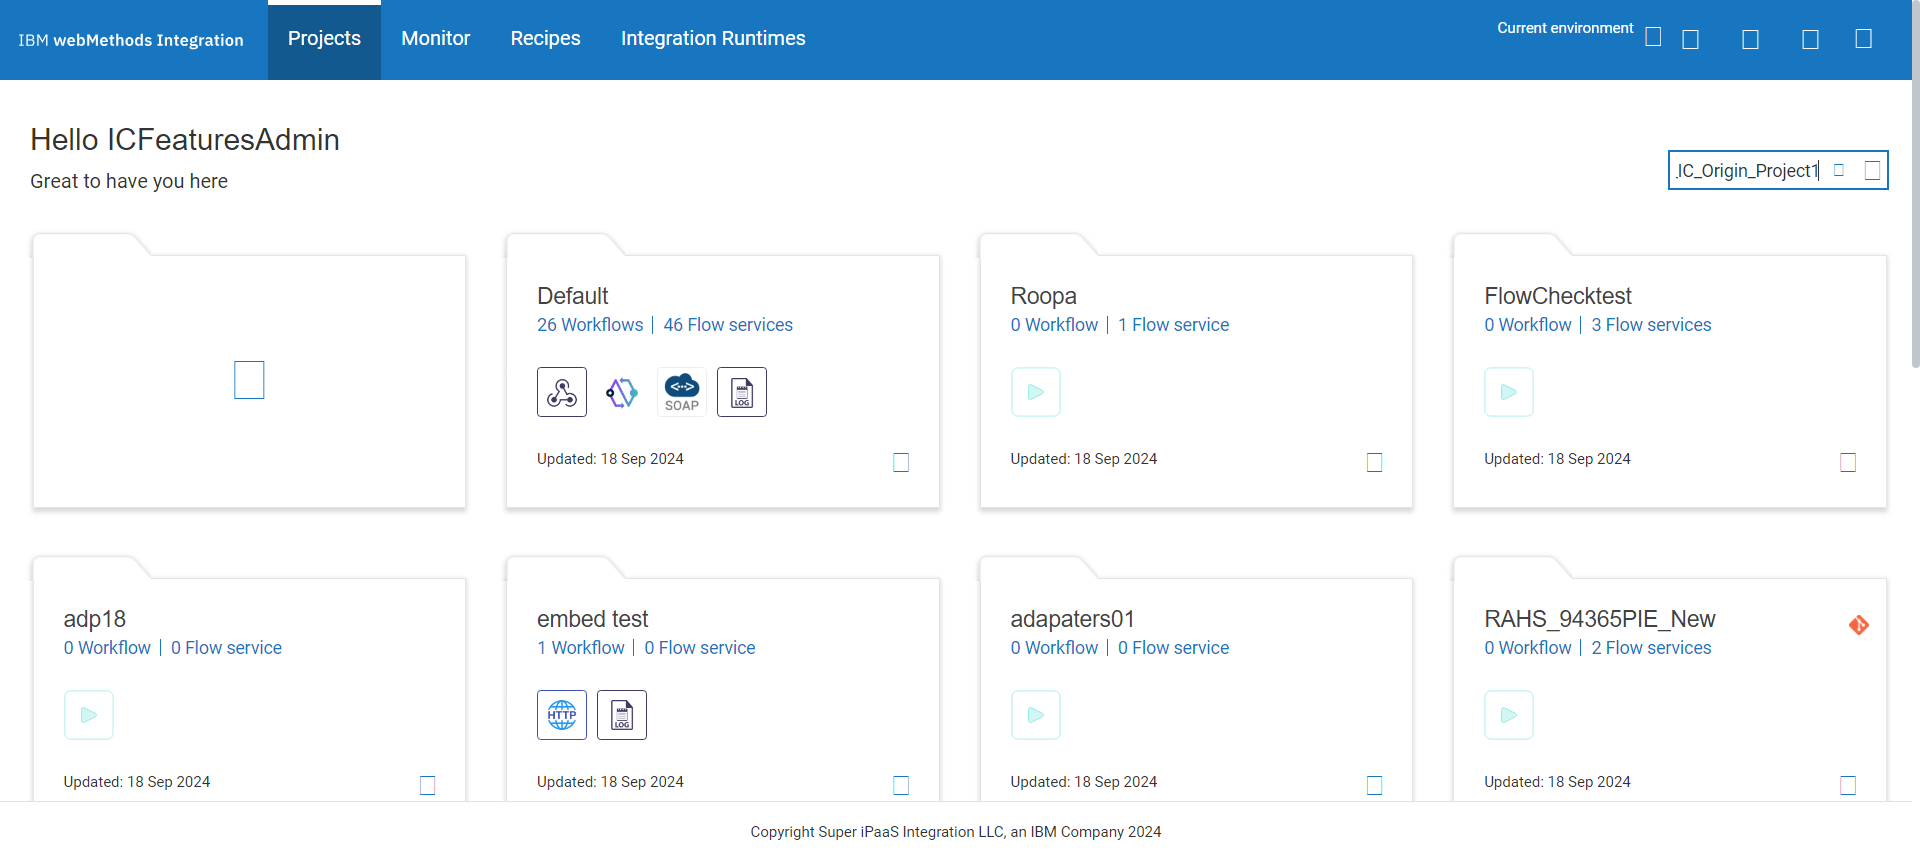 IBM webMethods Integration
Projects
Monitor
Recipes
Integration Runtimes
Current environment
Hello ICFeaturesAdmin
Great to have you here
IC_Origin_Project1
Default
26 Workflows | 46 Flow services
SOAP
LOG
Updated: 18 Sep 2024
Roopa
0 Workflow | 1 Flow service
Updated: 18 Sep 2024
FlowChecktest
0 Workflow | 3 Flow services
Updated: 18 Sep 2024
adp18
0 Workflow | 0 Flow service
Updated: 18 Sep 2024
embed test
1 Workflow | 0 Flow service
HTTP
LOG
Updated: 18 Sep 2024
adapaters01
0 Workflow | 0 Flow service
Updated: 18 Sep 2024
RAHS_94365PIE_New
0 Workflow | 2 Flow services
Updated: 18 Sep 2024
Copyright Super iPaaS Integration LLC, an IBM Company 2024